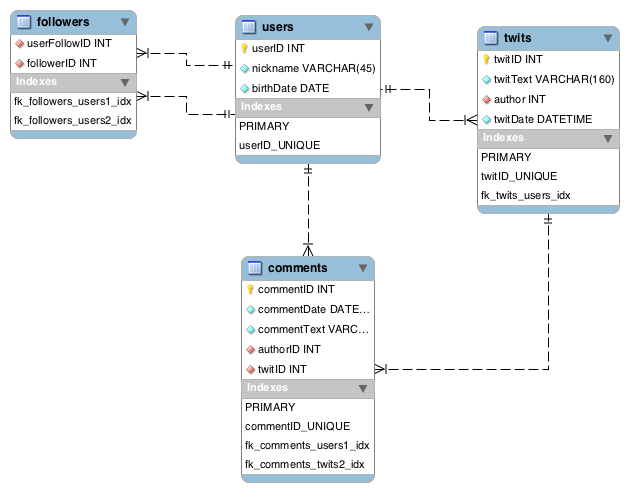 followers
userFollowID INT
followerID INT
Indexes
fk_followers_users1_idx
fk_followers_users2_idx
users
userID INT
nickname VARCHAR(45)
birthDate DATE
Indexes
PRIMARY
userID_UNIQUE
twits
twitID INT
twitText VARCHAR(160)
author INT
twitDate DATETIME
Indexes
PRIMARY
twitID_UNIQUE
fk_twits_users_idx
comments
commentID INT
commentDate DATE...
commentText VARC...
authorID INT
twitID INT
Indexes
PRIMARY
commentID_UNIQUE
fk_comments_users1_idx
fk_comments_twits2_idx